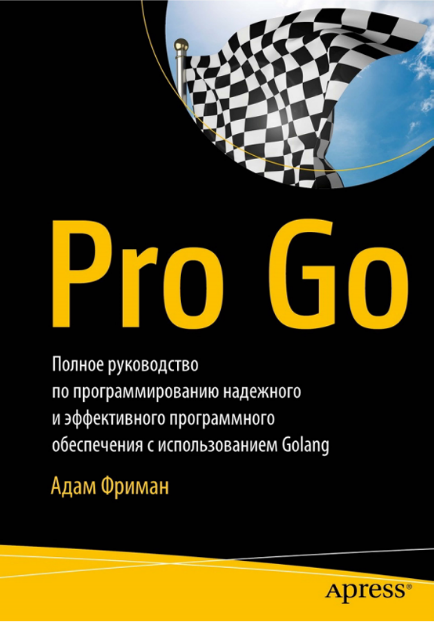 Pro Go
Полное руководство
по программированию надежного
и эффективного программного
обеспечения с использованием Golang
Адам Фриман
Apress®